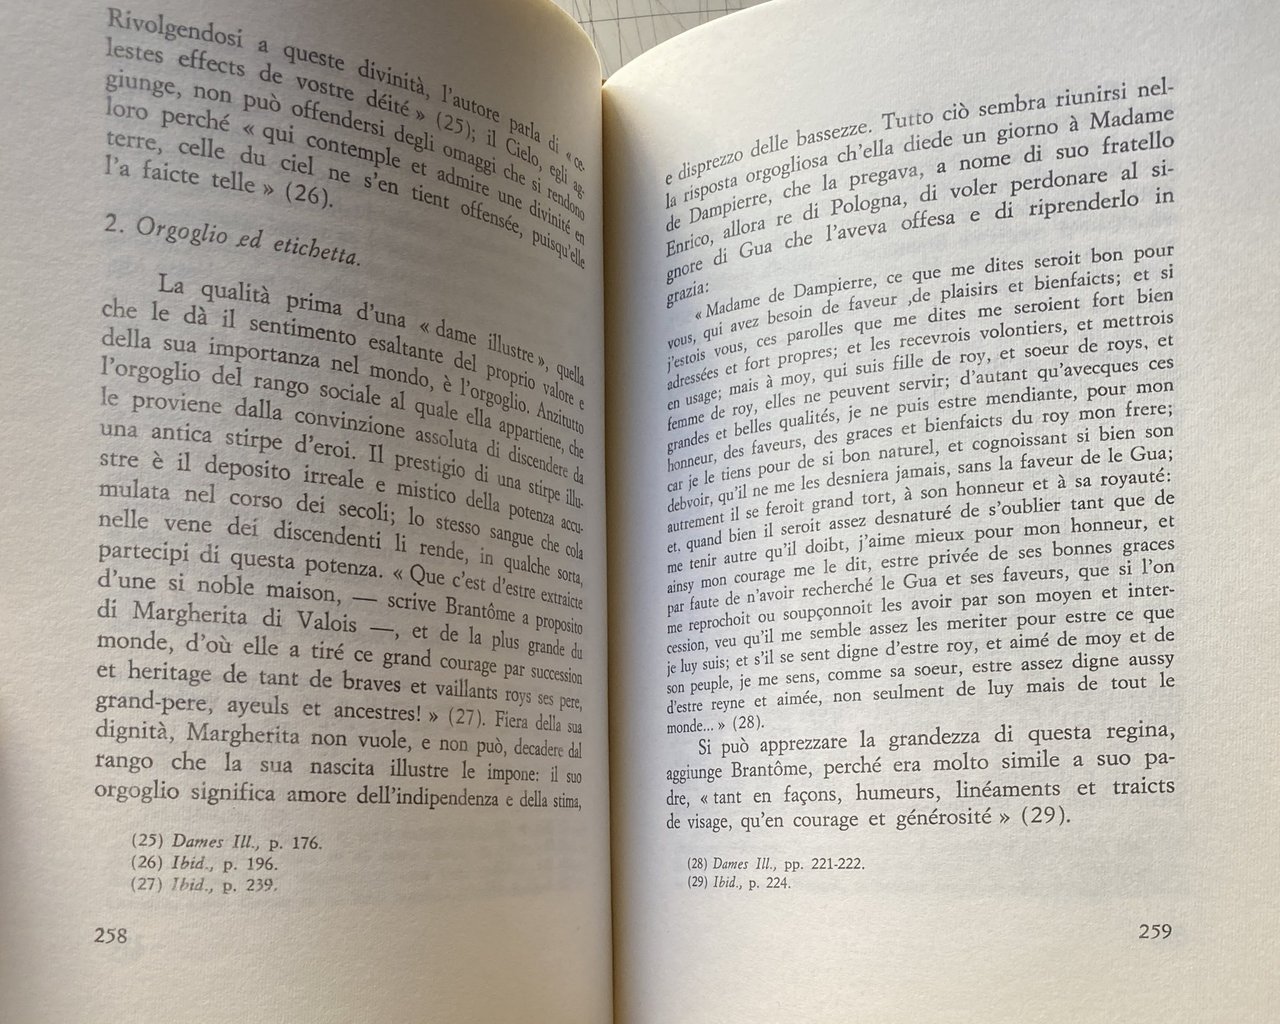 Rivolgendosi a queste divinità, l'autore parla di « ce-
lestes effects de vostre déité » (25); il Cielo, egli ag-
giunge, non può offendersi degli omaggi che si rendono
loro perché « qui contemple et admire une divinité en
terre, celle du ciel ne s'en tient offensée, puisqu'elle
l'a faicte telle » (26).
2. Orgoglio ed etichetta.
La qualità prima d'una « dame illustre », quella
che le dà il sentimento esaltante del proprio valore e
della sua importanza nel mondo, è l'orgoglio. Anzitutto
l'orgoglio del rango sociale al quale ella appartiene, che
le proviene dalla convinzione assoluta di discendere da
una antica stirpe d'eroi. Il prestigio di una stirpe illu-
stre è il deposito irreale e mistico della potenza accu-
mulata nel corso dei secoli; lo stesso sangue che cola
nelle vene dei discendenti li rende, in qualche sorta,
partecipi di questa potenza. « Que c'est d'estre extraicte
d'une si noble maison, — scrive Brantôme a proposito
di Margherita di Valois —, et de la plus grande du
monde, d'où elle a tiré ce grand courage par succession
et heritage de tant de braves et vaillants roys ses pere,
grand-pere, ayeuls et ancestres! » (27). Fiera della sua
dignità, Margherita non vuole, e non può, decadere dal
rango che la sua nascita illustre le impone: il suo
orgoglio significa amore dell'indipendenza e della stima,
(25) Dames Ill., p. 176.
(26) Ibid., p. 196.
(27) Ibid., p. 239.
258
e disprezzo delle bassezze. Tutto ciò sembra riunirsi nel-
la risposta orgogliosa ch'ella diede un giorno à Madame
de Dampierre, che la pregava, a nome di suo fratello
Enrico, allora re di Pologna, di voler perdonare al si-
gnore di Gua che l'aveva offesa e di riprenderlo in
grazia:
« Madame de Dampierre, ce que me dites seroit bon pour
vous, qui avez besoin de faveur ,de plaisirs et bienfaicts; et si
j'estois vous, ces parolles que me dites me seroient fort bien
adressées et fort propres; et les recevrois volontiers, et mettrois
en usage; mais à moy, qui suis fille de roy, et soeur de roys, et
femme de roy, elles ne peuvent servir; d'autant qu'avecques ces
grandes et belles qualités, je ne puis estre mendiante, pour mon
honneur, des faveurs, des graces et bienfaicts du roy mon frere;
car je le tiens pour de si bon naturel, et cognoissant si bien son
debvoir, qu'il ne me les desniera jamais, sans la faveur de le Gua;
autrement il se feroit grand tort, à son honneur et à sa royauté:
et. quand bien il seroit assez desnaturé de s'oublier tant que de
me tenir autre qu'il doibt, j'aime mieux pour mon honneur, et
ainsy mon courage me le dit, estre privée de ses bonnes graces
par faute de n'avoir recherché le Gua et ses faveurs, que si l'on
me reprochoit ou soupçonnoit les avoir par son moyen et inter-
cession, veu qu'il me semble assez les meriter pour estre ce que
je luy suis; et s'il se sent digne d'estre roy, et aimé de moy et de
son peuple, je me sens, comme sa soeur, estre assez digne aussy
d'estre reyne et aimée, non seulment de luy mais de tout le
monde... » (28).
Si può apprezzare la grandezza di questa regina,
aggiunge Brantôme, perché era molto simile a suo pa-
dre, « tant en façons, humeurs, linéaments et traicts
de visage, qu'en courage et générosité » (29).
(28) Dames Ill., pp. 221-222.
(29) Ibid., p. 224.
259